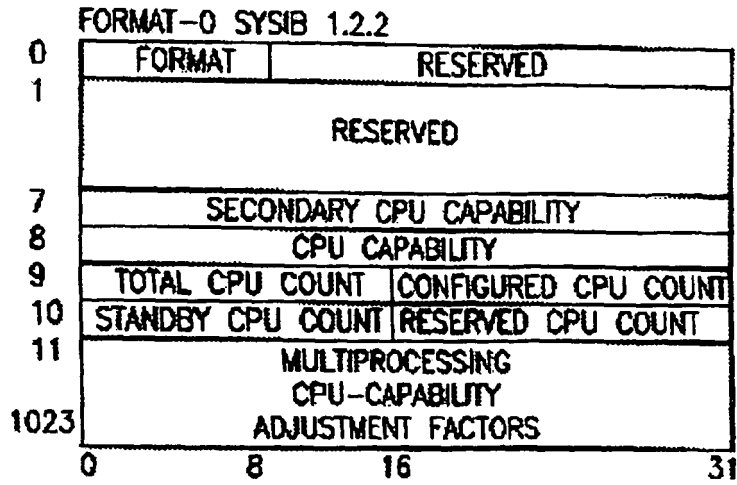 FORMAT-0 SYSIB 1.2.2
0 FORMAT RESERVED
1
RESERVED
7 SECONDARY CPU CAPABILITY
8 CPU CAPABILITY
9 TOTAL CPU COUNT CONFIGURED CPU COUNT
10 STANDBY CPU COUNT RESERVED CPU COUNT
11 MULTIPROCESSING
CPU-CAPABILITY
1023 ADJUSTMENT FACTORS
0 8 16 31